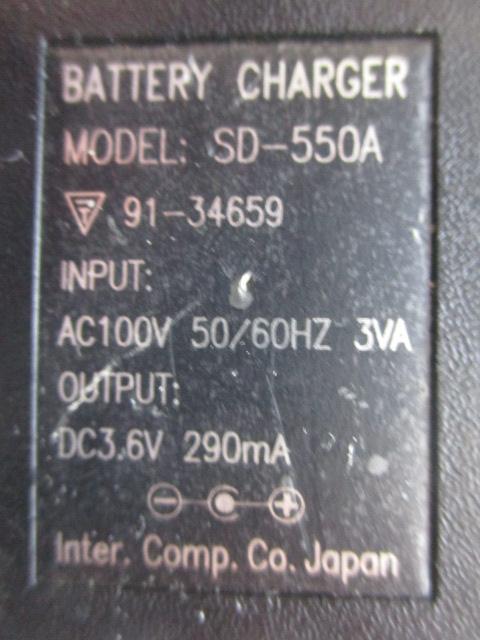 BATTERY CHARGER
MODEL: SD-550A
T 91-34659
INPUT:
AC100V 50/60HZ 3VA
OUTPUT:
DC3.6V 290mA
Inter. Comp. Co. Japan